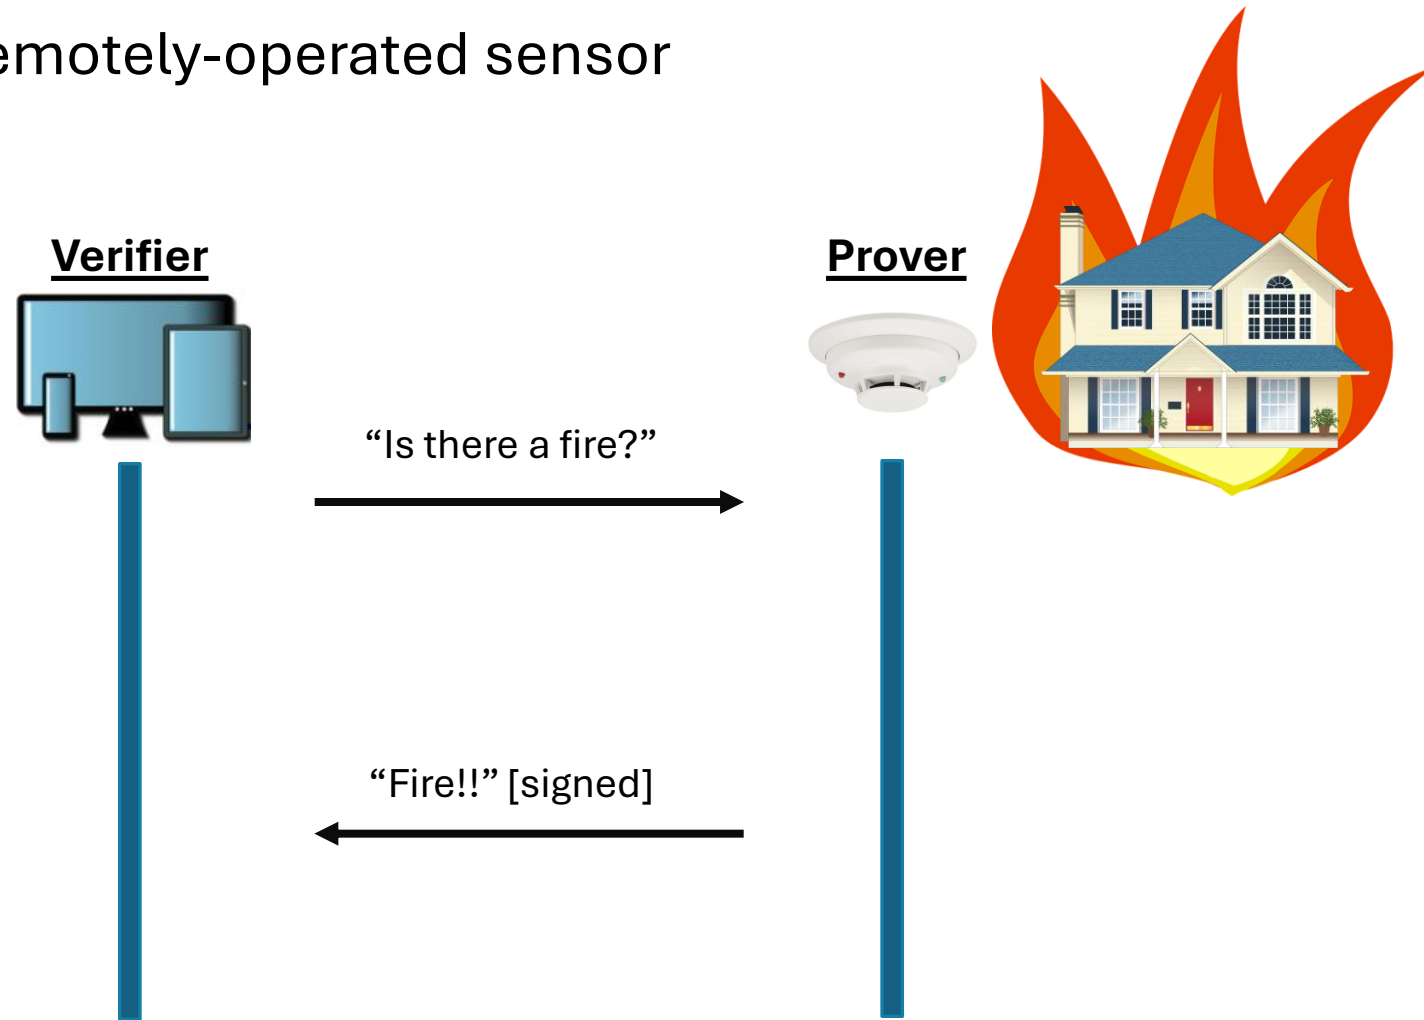 emotely-operated sensor
Verifier
Prover
“Is there a fire?”
“Fire!!” [signed]